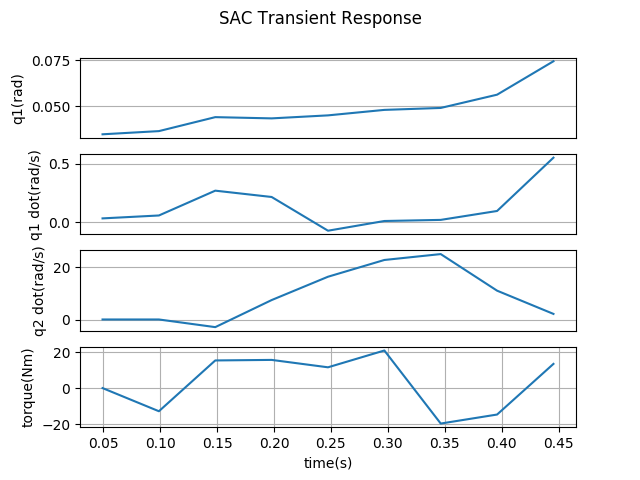 SAC Transient Response
q1(rad)
0.075
0.050
q1 dot(rad/s)
0.5
0.0
q2 dot(rad/s)
20
0
torque(Nm)
20
0
−20
0.05 0.10 0.15 0.20 0.25 0.30 0.35 0.40 0.45
time(s)